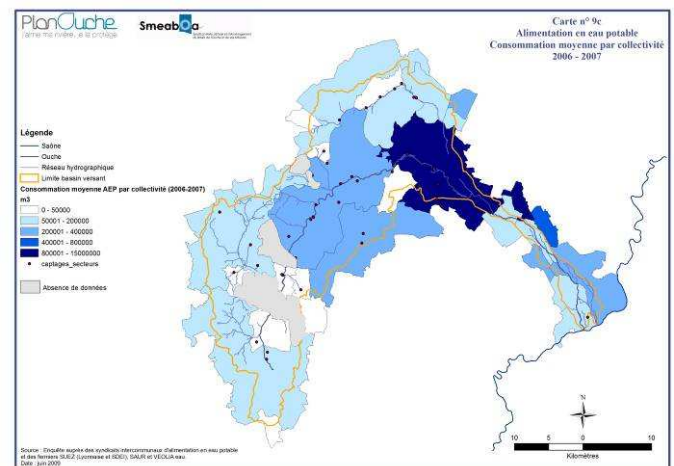 PlanOuche
j'aime ma rivière, je la protège
Smeaboa
Carte n° 9c
Alimentation en eau potable
Consommation moyenne par collectivité
2006 - 2007
Légende
Saône
Ouche
Réseau hydrographique
Limite bassin versant
Consommation moyenne AEP par collectivité (2006-2007)
m3
0 - 50000
50001 - 200000
200001 - 400000
400001 - 800000
800001 - 15000000
captages_secteurs
Absence de données
N
10 0 10
Kilomètres
Source : Enquête auprès des syndicats intercommunaux d'alimentation en eau potable
et des fermiers SUEZ (Lyonnaise et SDEI), SAUR et VEOLIA eau
Date : juin 2009